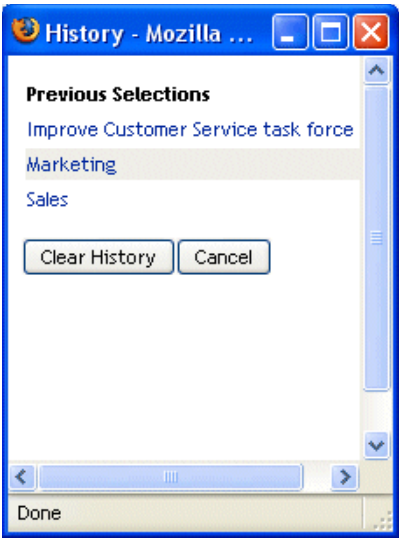 History - Mozilla ...
Previous Selections
Improve Customer Service task force
Marketing
Sales
Clear History Cancel
Done